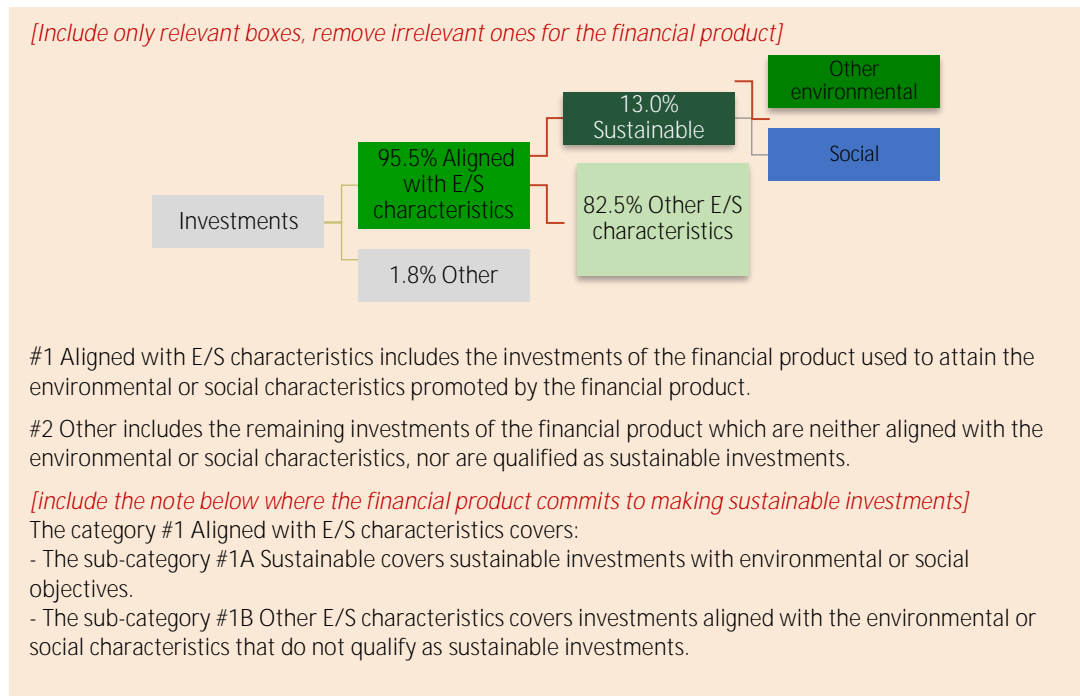 [Include only relevant boxes, remove irrelevant ones for the financial product]
Other
environmental
13.0%
Sustainable
Social
95.5% Aligned
with E/S
characteristics
82.5% Other E/S
characteristics
Investments
1.8% Other
#1 Aligned with E/S characteristics includes the investments of the financial product used to attain the
environmental or social characteristics promoted by the financial product.
#2 Other includes the remaining investments of the financial product which are neither aligned with the
environmental or social characteristics, nor are qualified as sustainable investments.
[include the note below where the financial product commits to making sustainable investments]
The category #1 Aligned with E/S characteristics covers:
- The sub-category #1A Sustainable covers sustainable investments with environmental or social
objectives.
- The sub-category #1B Other E/S characteristics covers investments aligned with the environmental or
social characteristics that do not qualify as sustainable investments.